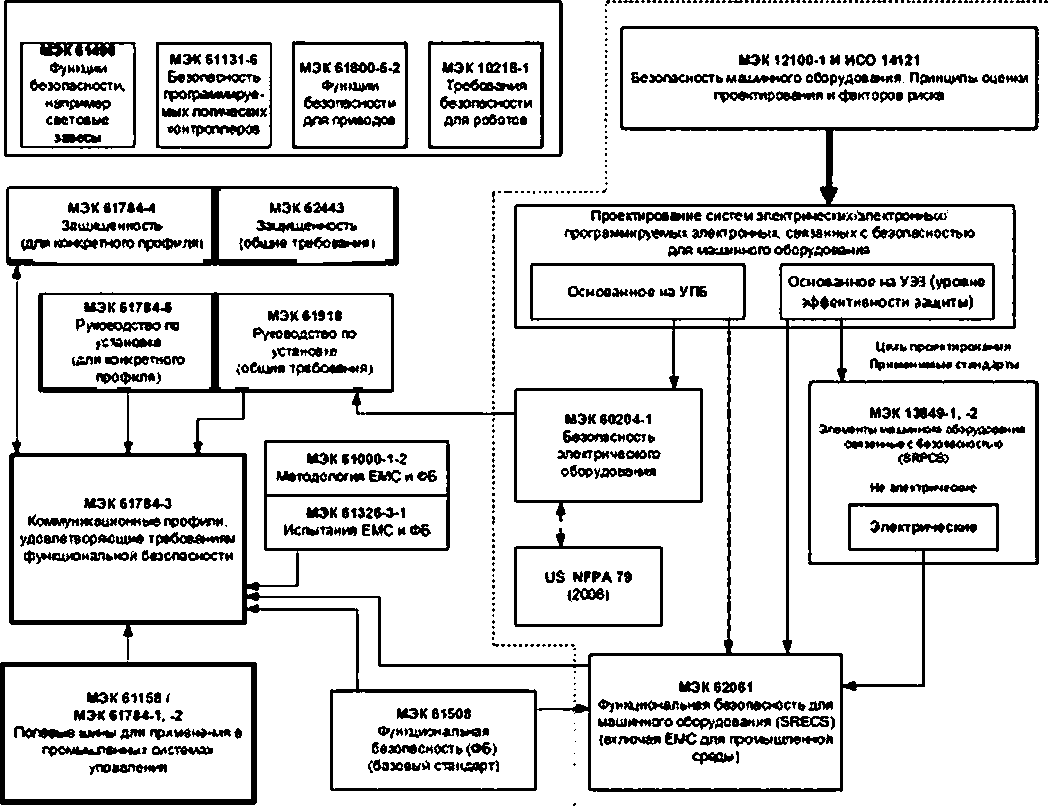 МЭК 61496
Функции
безопасности,
например
световые
завесы
МЭК 61131-6
Безопасность
программируе-
мых логических
контроллеров
МЭК 61800-5-2
Функции
безопасности
для приводов
МЭК 10218-1
Требования
безопасности
для роботов
МЭК 12100-1 И ИСО 14121
Безопасность машинного оборудования. Принципы оценки
проектирования и факторов риска
МЭК 61784-4
Защищенность
(для конкретного профиля)
МЭК 62443
Защищенность
(общие требования)
Проектирование систем электрических/электронных/
программируемых электронных, связанных с безопасностью
для машинного оборудования
Основанное на УПБ
Основанное на УЭЗ (уровне
эффективности защиты)
МЭК 61784-5
Руководство по
установке
(для конкретного
профиля)
МЭК 61918
Руководство по
установке
(общие требования)
Цель проектирования
Применимые стандарты
МЭК 60204-1
Безопасность
электрического
оборудования
МЭК 13849-1, -2
Элементы машинного оборудования
связанные с безопасностью
(SRPCS)
Не электрические
Электрические
МЭК 61000-1-2
Методология ЕМС и ФБ
МЭК 61326-3-1
Испытания ЕМС и ФБ
МЭК 61784-3
Коммуникационные профили,
удовлетворяющие требованиям
функциональной безопасности
US NFPA 79
(2006)
МЭК 61158 /
МЭК 61784-1, -2
Полевые шины для применения в
промышленных системах
управления
МЭК 61508
Функциональная
безопасность (ФБ)
(базовый стандарт)
МЭК 62061
Функциональная безопасность для
машинного оборудования (SRECS)
(включая ЕМС для промышленной
среды)